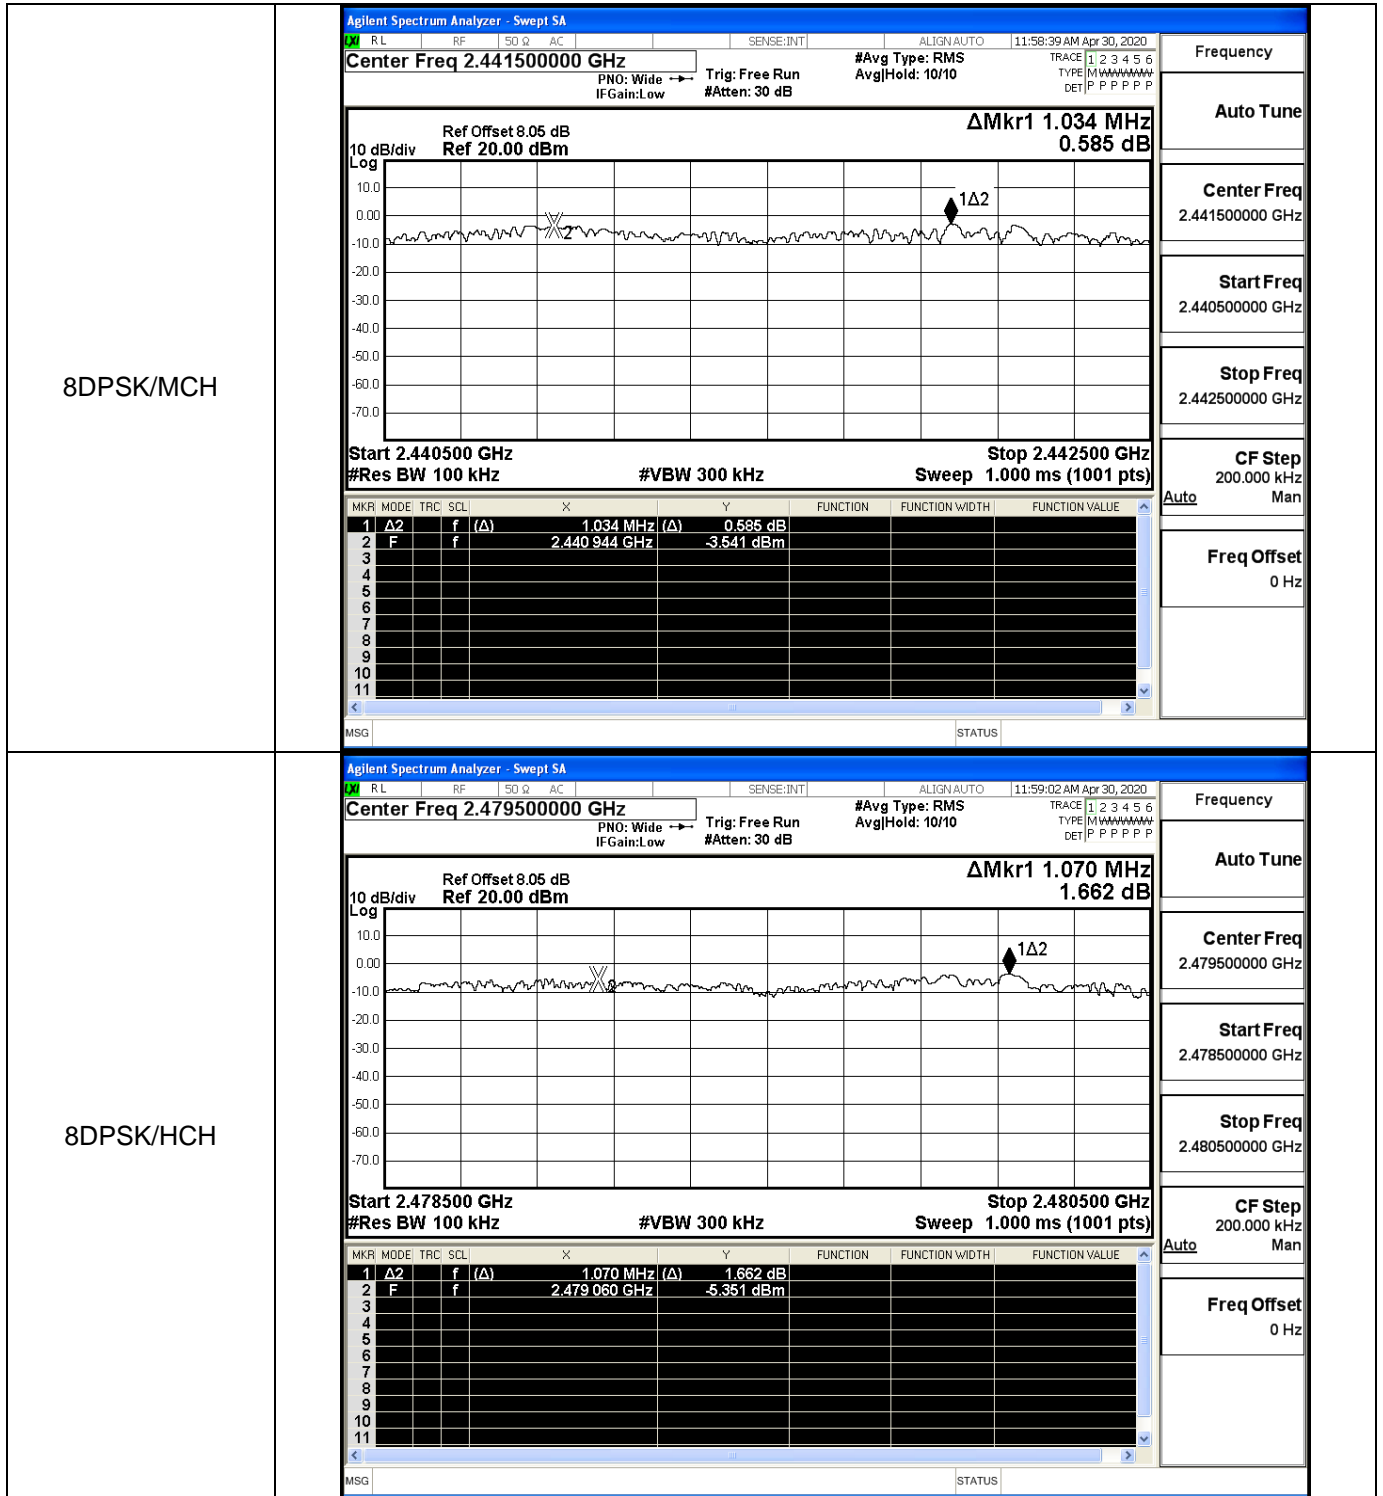 8DPSK/MCH
Agilent Spectrum Analyzer - Swept SA
LXI RL RF 50 Ω AC SENSE:INT ALIGN AUTO 11:58:39 AM Apr 30, 2020
Center Freq 2.441500000 GHz
#Avg Type: RMS
TRACE 1 2 3 4 5 6
PNO: Wide
Trig: Free Run
Avg|Hold: 10/10
TYPE M WWWWW
IFGain:Low
#Atten: 30 dB
DET P P P P P P
Frequency
Auto Tune
ΔMkr1 1.034 MHz
0.585 dB
Ref Offset 8.05 dB
10 dB/div Ref 20.00 dBm
Log
10.0
0.00
-10.0
-20.0
-30.0
-40.0
-50.0
-60.0
-70.0
1Δ2
2
Center Freq
2.441500000 GHz
Start Freq
2.440500000 GHz
Stop Freq
2.442500000 GHz
Start 2.440500 GHz Stop 2.442500 GHz
#Res BW 100 kHz #VBW 300 kHz Sweep 1.000 ms (1001 pts)
CF Step
200.000 kHz
Auto Man
MKR MODE TRC SCL X Y FUNCTION FUNCTION WIDTH FUNCTION VALUE
1 Δ2 f (Δ) 1.034 MHz (Δ) 0.585 dB
2 F f 2.440 944 GHz -3.541 dBm
3
4
5
6
7
8
9
10
11
Freq Offset
0 Hz
MSG STATUS
8DPSK/HCH
Agilent Spectrum Analyzer - Swept SA
LXI RL RF 50 Ω AC SENSE:INT ALIGN AUTO 11:59:02 AM Apr 30, 2020
Center Freq 2.479500000 GHz
#Avg Type: RMS
TRACE 1 2 3 4 5 6
PNO: Wide
Trig: Free Run
Avg|Hold: 10/10
TYPE M WWWWW
IFGain:Low
#Atten: 30 dB
DET P P P P P P
Frequency
Auto Tune
ΔMkr1 1.070 MHz
1.662 dB
Ref Offset 8.05 dB
10 dB/div Ref 20.00 dBm
Log
10.0
0.00
-10.0
-20.0
-30.0
-40.0
-50.0
-60.0
-70.0
1Δ2
2
Center Freq
2.479500000 GHz
Start Freq
2.478500000 GHz
Stop Freq
2.480500000 GHz
Start 2.478500 GHz Stop 2.480500 GHz
#Res BW 100 kHz #VBW 300 kHz Sweep 1.000 ms (1001 pts)
CF Step
200.000 kHz
Auto Man
MKR MODE TRC SCL X Y FUNCTION FUNCTION WIDTH FUNCTION VALUE
1 Δ2 f (Δ) 1.070 MHz (Δ) 1.662 dB
2 F f 2.479 060 GHz -5.351 dBm
3
4
5
6
7
8
9
10
11
Freq Offset
0 Hz
MSG STATUS